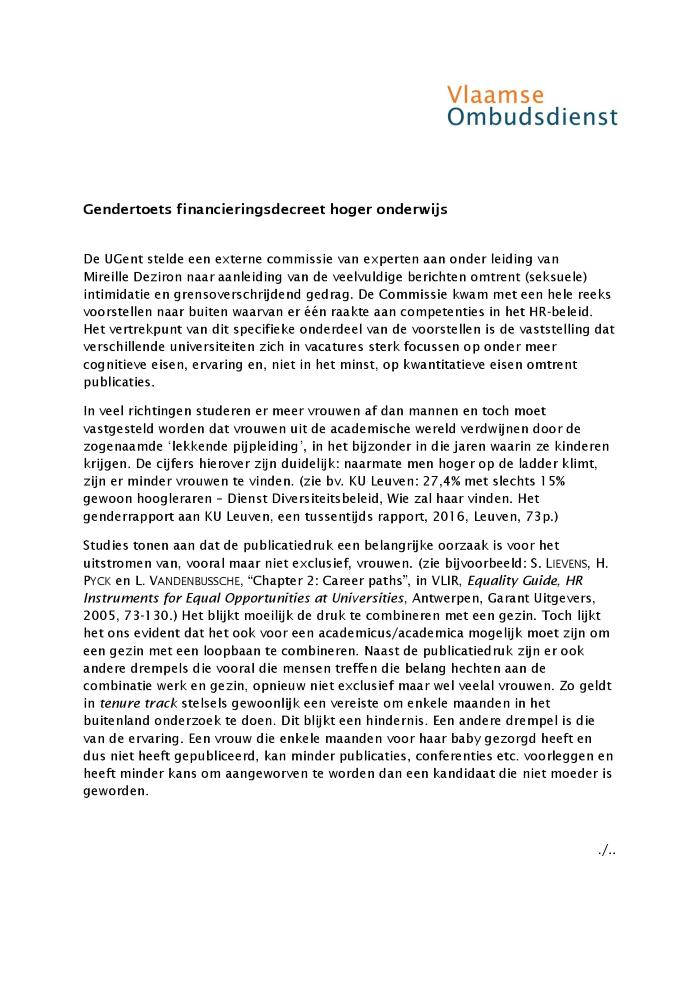 Vlaamse
Ombudsdienst
Gendertoets financieringsdecreet hoger onderwijs
De UGent stelde een externe commissie van experten aan onder leiding van
Mireille Deziron naar aanleiding van de veelvuldige berichten omtrent (seksuele)
intimidatie en grensoverschrijdend gedrag. De Commissie kwam met een hele reeks
voorstellen naar buiten waarvan er één raakte aan competenties in het HR-beleid.
Het vertrekpunt van dit specifieke onderdeel van de voorstellen is de vaststelling dat
verschillende universiteiten zich in vacatures sterk focussen op onder meer
cognitieve eisen, ervaring en, niet in het minst, op kwantitatieve eisen omtrent
publicaties.
In veel richtingen studeren er meer vrouwen af dan mannen en toch moet
vastgesteld worden dat vrouwen uit de academische wereld verdwijnen door de
zogenaamde ‘lekkende pijpleiding’, in het bijzonder in die jaren waarin ze kinderen
krijgen. De cijfers hierover zijn duidelijk: naarmate men hoger op de ladder klimt,
zijn er minder vrouwen te vinden. (zie bv. KU Leuven: 27,4% met slechts 15%
gewoon hoogleraren – Dienst Diversiteitsbeleid, Wie zal haar vinden. Het
genderrapport aan KU Leuven, een tussentijds rapport, 2016, Leuven, 73p.)
Studies tonen aan dat de publicatiedruk een belangrijke oorzaak is voor het
uitstromen van, vooral maar niet exclusief, vrouwen. (zie bijvoorbeeld: S. LIEVENS, H.
PYCK en L. VANDENBUSSCHE, “Chapter 2: Career paths”, in VLIR, Equality Guide, HR
Instruments for Equal Opportunities at Universities, Antwerpen, Garant Uitgevers,
2005, 73-130.) Het blijkt moeilijk de druk te combineren met een gezin. Toch lijkt
het ons evident dat het ook voor een academicus/academica mogelijk moet zijn om
een gezin met een loopbaan te combineren. Naast de publicatiedruk zijn er ook
andere drempels die vooral die mensen treffen die belang hechten aan de
combinatie werk en gezin, opnieuw niet exclusief maar wel veelal vrouwen. Zo geldt
in tenure track stelsels gewoonlijk een vereiste om enkele maanden in het
buitenland onderzoek te doen. Dit blijkt een hindernis. Een andere drempel is die
van de ervaring. Een vrouw die enkele maanden voor haar baby gezorgd heeft en
dus niet heeft gepubliceerd, kan minder publicaties, conferenties etc. voorleggen en
heeft minder kans om aangeworven te worden dan een kandidaat die niet moeder is
geworden.
./..